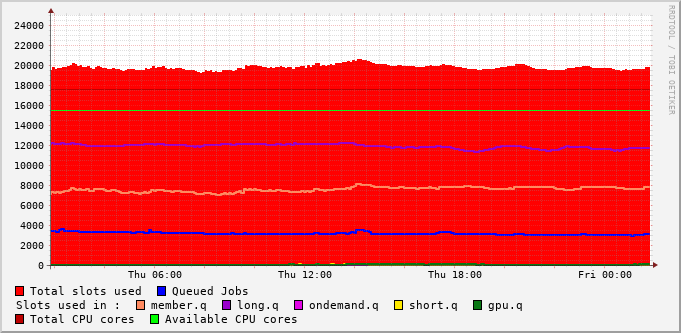 RRDTOOL / TOBI OETIKER
24000
22000
20000
18000
16000
14000
12000
10000
8000
6000
4000
2000
0
Thu 06:00 Thu 12:00 Thu 18:00 Fri 00:00
Total slots used Queued Jobs
Slots used in : member.q long.q ondemand.q short.q gpu.q
Total CPU cores Available CPU cores